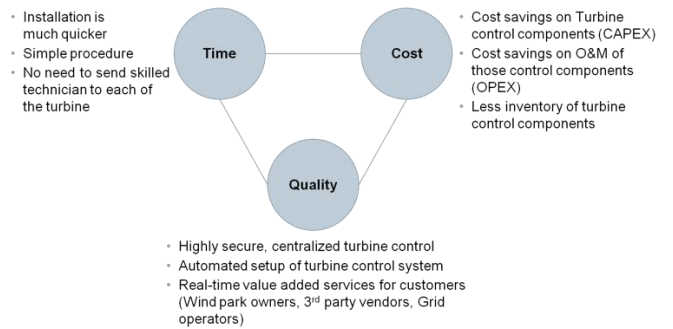 • Installation is
much quicker
• Simple procedure
• No need to send skilled
technician to each of
the turbine
Time
Cost
• Cost savings on Turbine
control components (CAPEX)
• Cost savings on O&M of
those control components
(OPEX)
• Less inventory of turbine
control components
Quality
• Highly secure, centralized turbine control
• Automated setup of turbine control system
• Real-time value added services for customers
(Wind park owners, 3rd party vendors, Grid
operators)